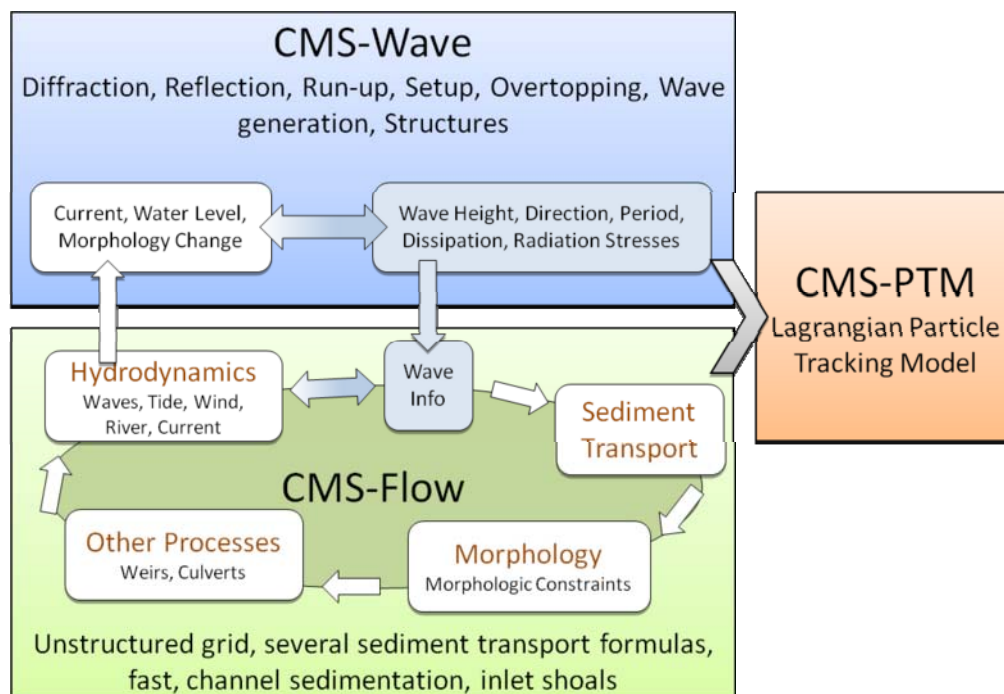 CMS-Wave
Diffraction, Reflection, Run-up, Setup, Overtopping, Wave
generation, Structures
Current, Water Level,
Morphology Change
Wave Height, Direction, Period,
Dissipation, Radiation Stresses
CMS-PTM
Lagrangian Particle
Tracking Model
Hydrodynamics
Waves, Tide, Wind,
River, Current
Wave
Info
Sediment
Transport
CMS-Flow
Other Processes
Weirs, Culverts
Morphology
Morphologic Constraints
Unstructured grid, several sediment transport formulas,
fast, channel sedimentation, inlet shoals